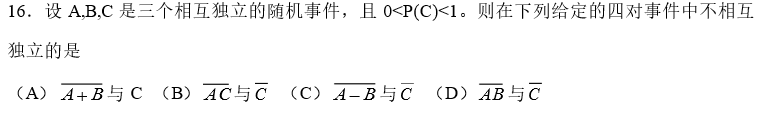 16．设 A,B,C 是三个相互独立的随机事件，且 0<P(C)<1。则在下列给定的四对事件中不相互
独立的是
（A） $\overline{A+B}$ 与 C （B） $\overline{AC}$ 与 $\overline{C}$ （C） $\overline{A-B}$ 与 $\overline{C}$ （D） $\overline{AB}$ 与 $\overline{C}$